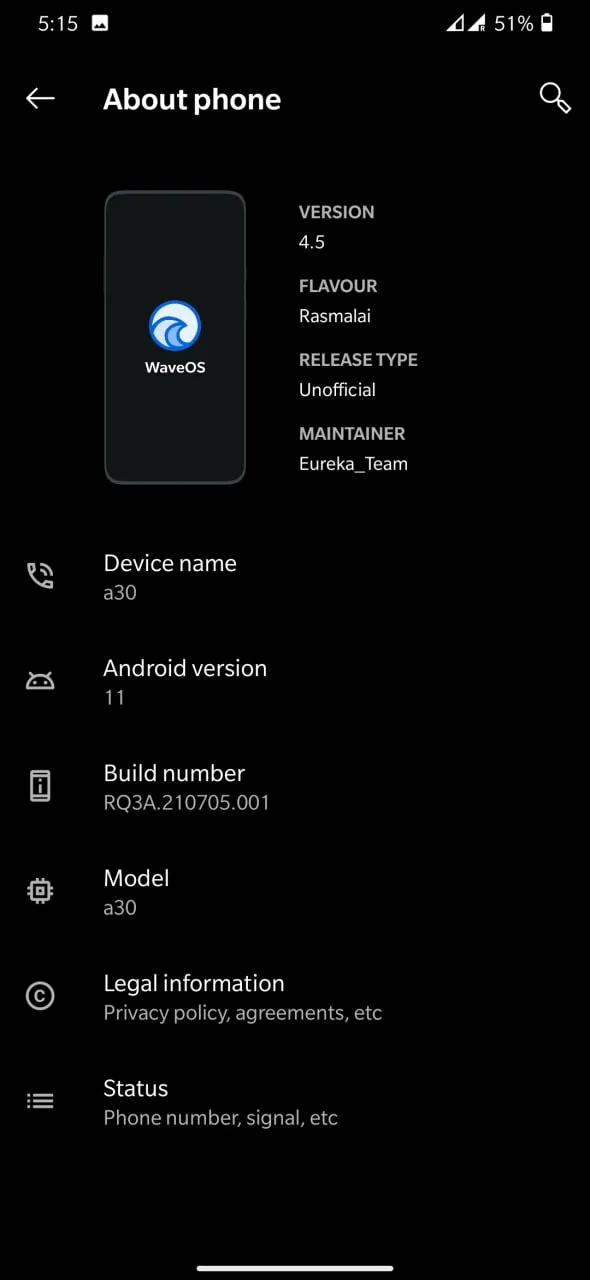 5:15
R
51%
About phone
WaveOS
VERSION
4.5
FLAVOUR
Rasmalai
RELEASE TYPE
Unofficial
MAINTAINER
Eureka_Team
Device name
a30
Android version
11
Build number
RQ3A.210705.001
Model
a30
Legal information
Privacy policy, agreements, etc
Status
Phone number, signal, etc